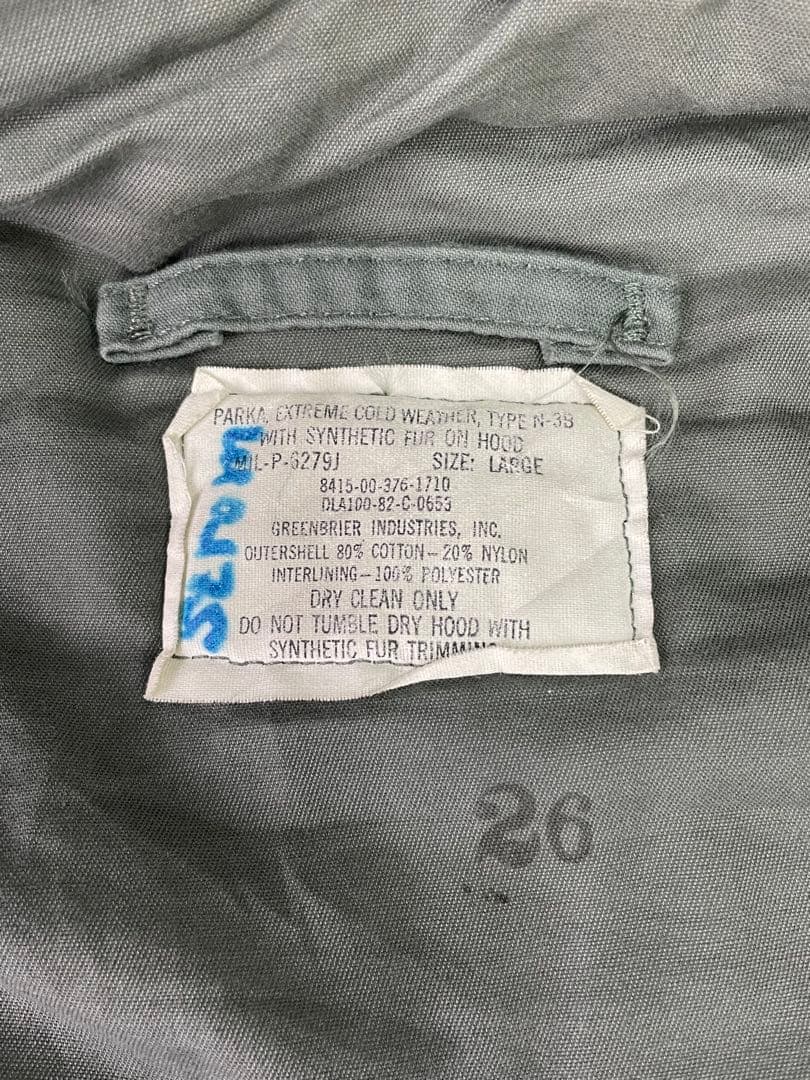 PARKA, EXTREME COLD WEATHER, TYPE N-3B
WITH SYNTHETIC FUR ON HOOD
MIL-P-6279J SIZE: LARGE
8415-00-376-1710
DLA100-82-C-0653
GREENBRIER INDUSTRIES, INC.
OUTERSHELL 80% COTTON—20% NYLON
INTERLINING—100% POLYESTER
DRY CLEAN ONLY
DO NOT TUMBLE DRY HOOD WITH
SYNTHETIC FUR TRIMMING
26